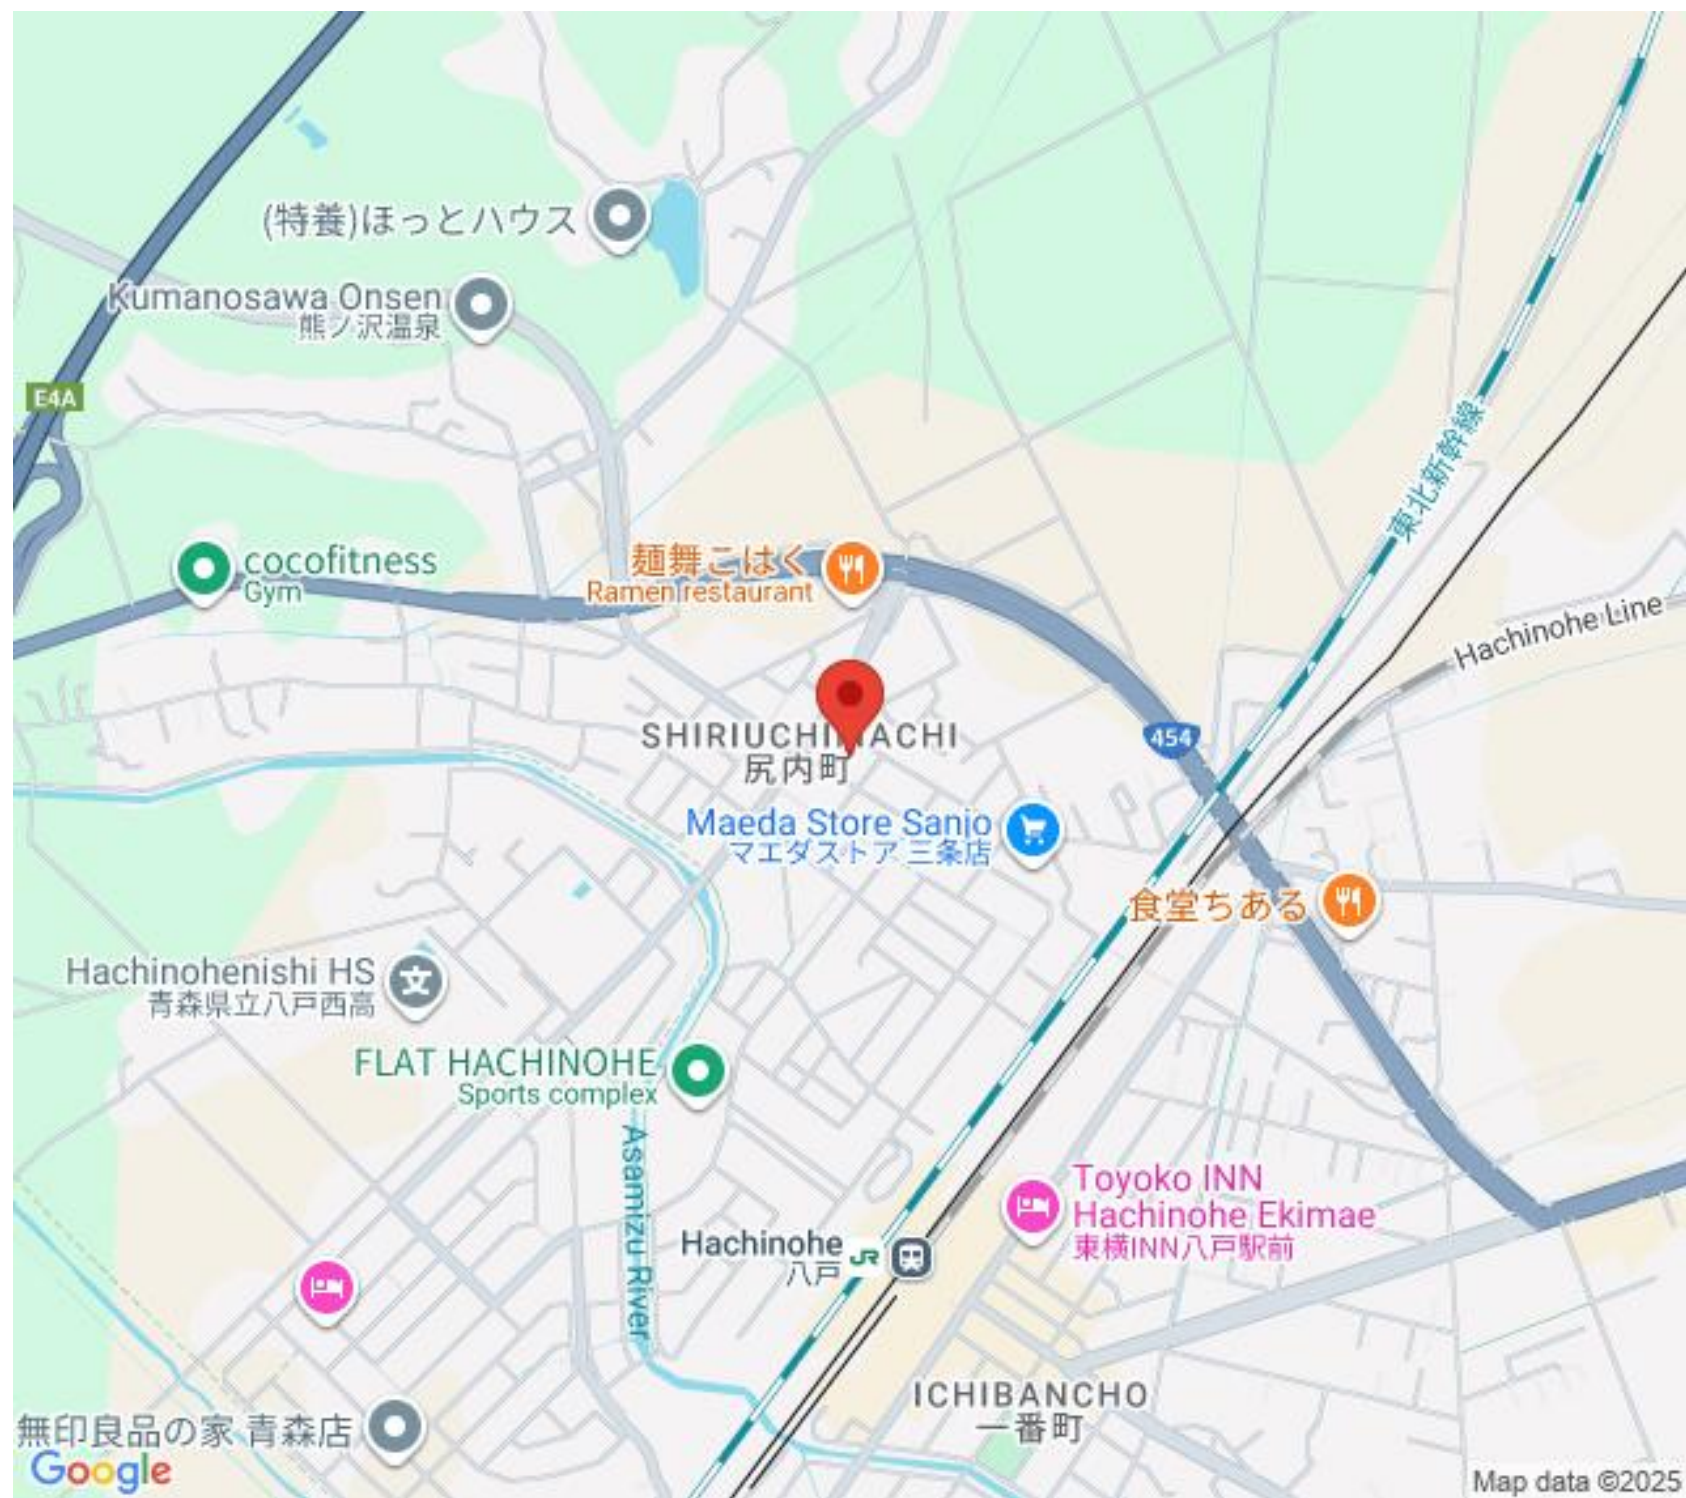 (特養)ほっとハウス
Kumanosawa Onsen
熊ノ沢温泉
E4A
東北新幹線
cocofitness
Gym
麺舞こはく
Ramen restaurant
Hachinohe Line
SHIRIUCHIMACHI
尻内町
454
Maeda Store Sanjo
マエダストア 三条店
食堂ちある
Hachinohenishi HS
青森県立八戸西高
文
FLAT HACHINOHE
Sports complex
Asamizu River
Toyoko INN
Hachinohe Ekimae
東横INN八戸駅前
Hachinohe
八戸
JR
ICHIBANCHO
一番町
無印良品の家 青森店
Google
Map data ©2025